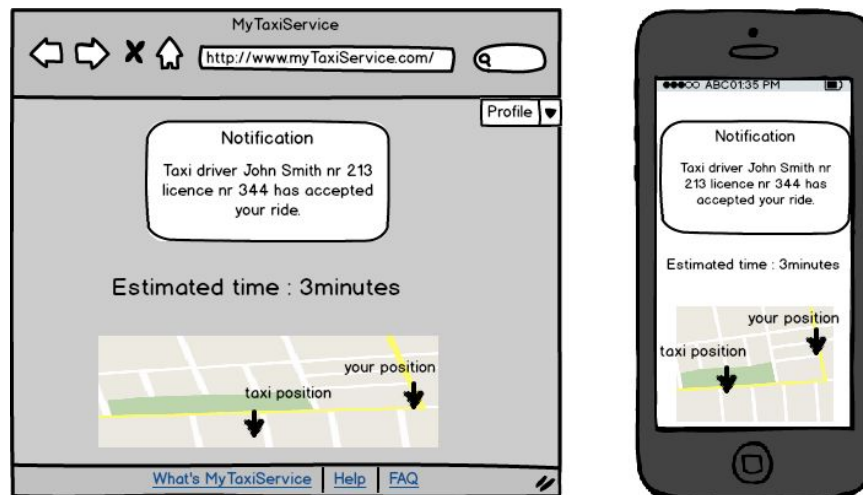 MyTaxiService
http://www.myTaxiService.com/
Profile
Notification
Taxi driver John Smith nr 213
licence nr 344 has accepted
your ride.
Estimated time : 3minutes
your position
taxi position
What's MyTaxiService
Help
FAQ
ABC01:35 PM
Notification
Taxi driver John Smith nr
213 licence nr 344 has
accepted your ride.
Estimated time : 3minutes
your position
taxi position